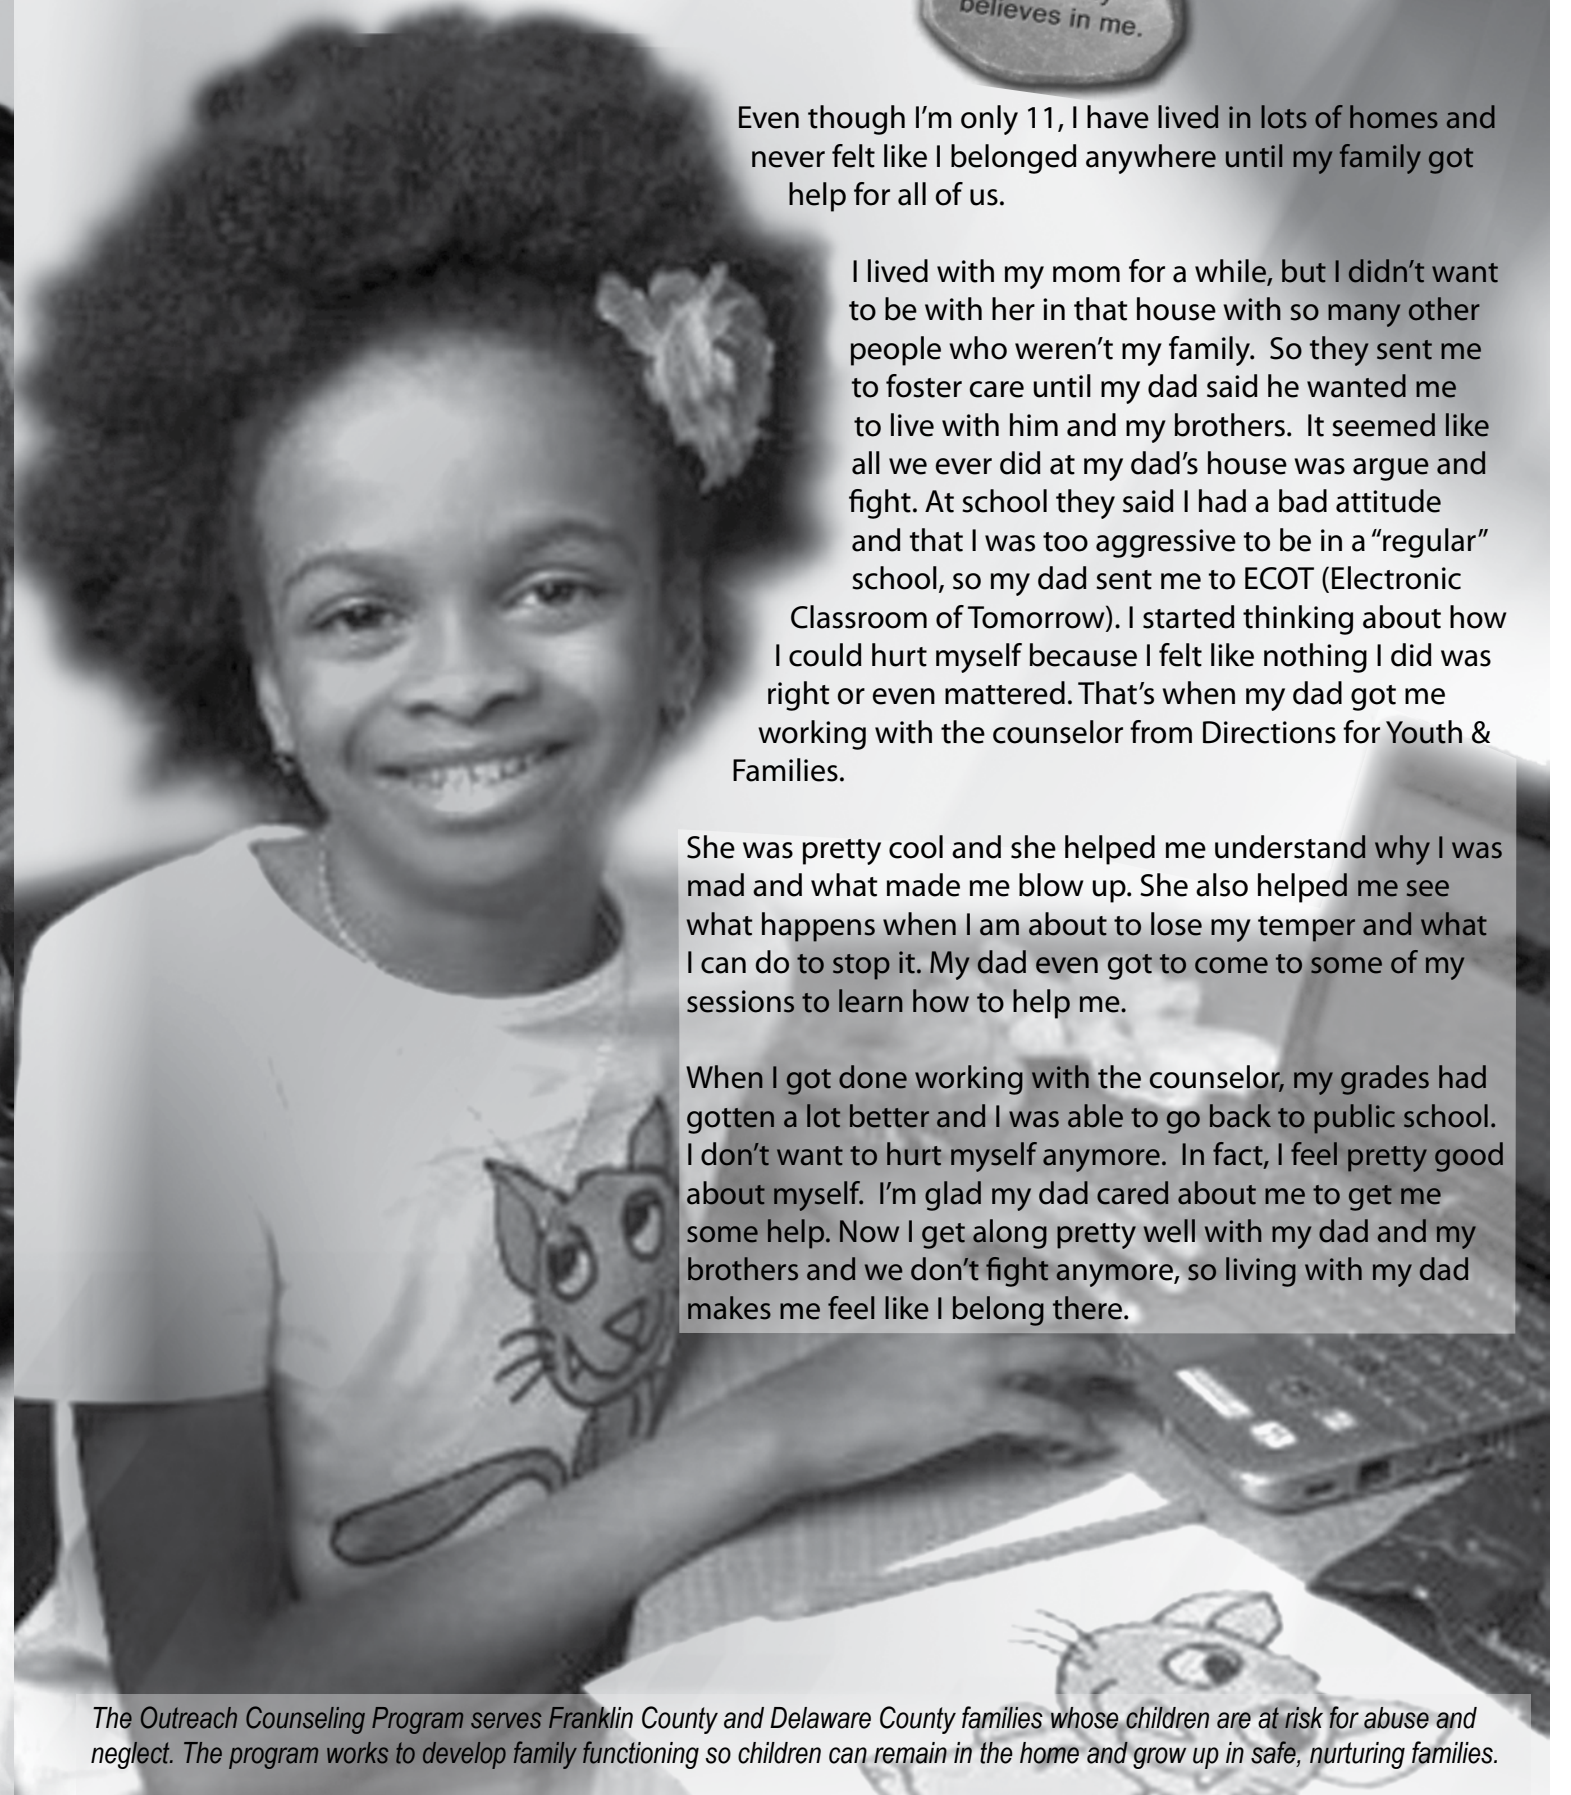 believes in me.
Even though I’m only 11, I have lived in lots of homes and
never felt like I belonged anywhere until my family got
help for all of us.
I lived with my mom for a while, but I didn’t want
to be with her in that house with so many other
people who weren’t my family.  So they sent me
to foster care until my dad said he wanted me
to live with him and my brothers.  It seemed like
all we ever did at my dad’s house was argue and
fight. At school they said I had a bad attitude
and that I was too aggressive to be in a “regular”
school, so my dad sent me to ECOT (Electronic
Classroom of Tomorrow). I started thinking about how
I could hurt myself because I felt like nothing I did was
right or even mattered. That’s when my dad got me
working with the counselor from Directions for Youth &
Families.
She was pretty cool and she helped me understand why I was
mad and what made me blow up. She also helped me see
what happens when I am about to lose my temper and what
I can do to stop it. My dad even got to come to some of my
sessions to learn how to help me.
When I got done working with the counselor, my grades had
gotten a lot better and I was able to go back to public school.
I don’t want to hurt myself anymore.  In fact, I feel pretty good
about myself.  I’m glad my dad cared about me to get me
some help. Now I get along pretty well with my dad and my
brothers and we don’t fight anymore, so living with my dad
makes me feel like I belong there.
The Outreach Counseling Program serves Franklin County and Delaware County families whose children are at risk for abuse and
neglect. The program works to develop family functioning so children can remain in the home and grow up in safe, nurturing families.